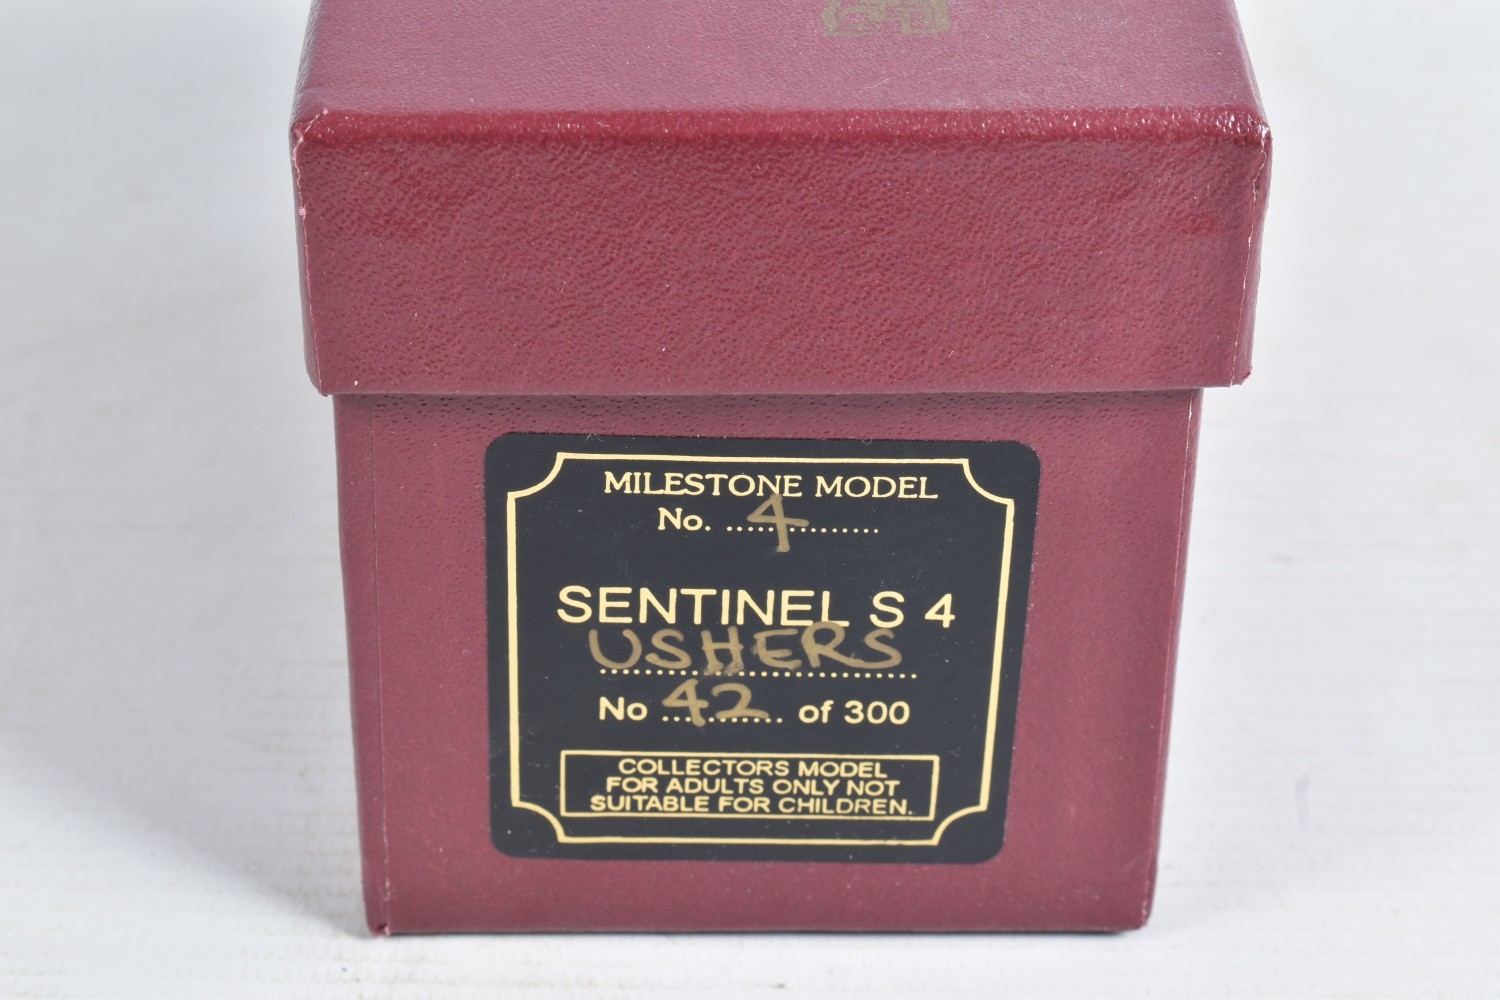 MILESTONE MODEL
No. .....4...............
SENTINEL S 4
USHERS
No ...42......... of 300
COLLECTORS MODEL
FOR ADULTS ONLY NOT
SUITABLE FOR CHILDREN.